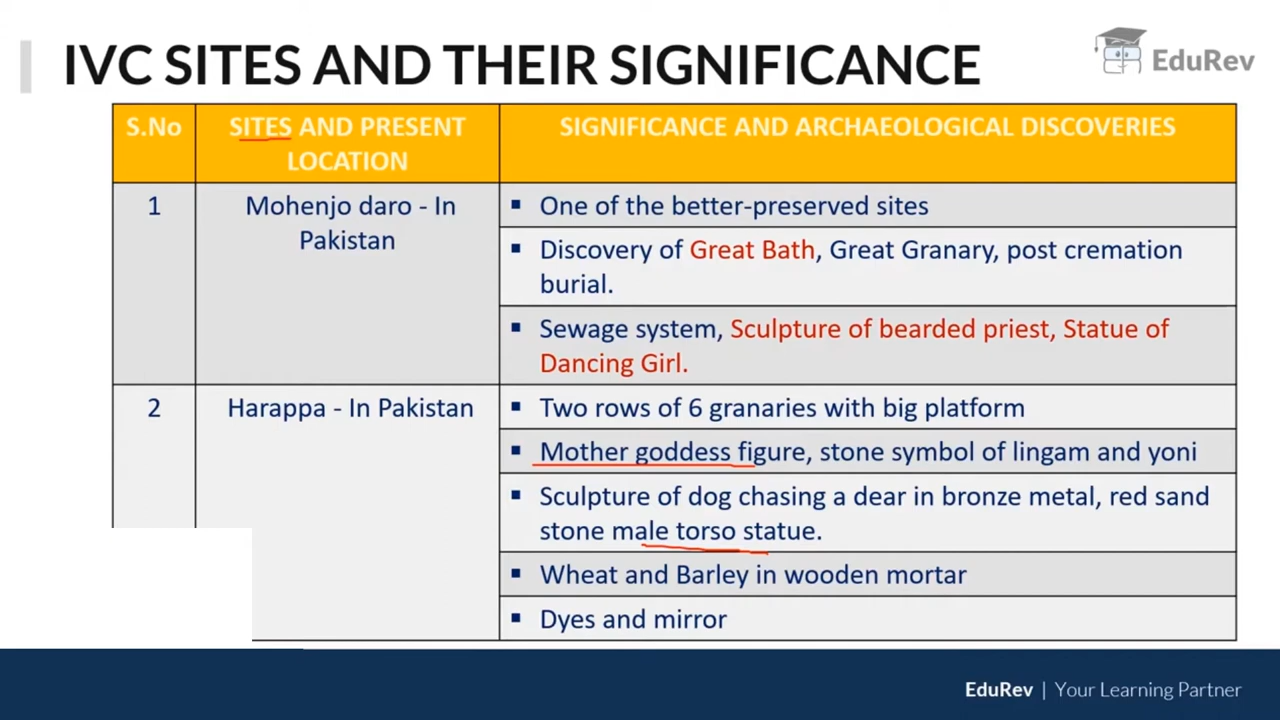 IVC SITES AND THEIR SIGNIFICANCE
EduRev
S.No
SITES AND PRESENT
LOCATION
SIGNIFICANCE AND ARCHAEOLOGICAL DISCOVERIES
1
Mohenjo daro - In
Pakistan
▪ One of the better-preserved sites
▪ Discovery of Great Bath, Great Granary, post cremation
burial.
▪ Sewage system, Sculpture of bearded priest, Statue of
Dancing Girl.
2
Harappa - In Pakistan
▪ Two rows of 6 granaries with big platform
▪ Mother goddess figure, stone symbol of lingam and yoni
▪ Sculpture of dog chasing a dear in bronze metal, red sand
stone male torso statue.
▪ Wheat and Barley in wooden mortar
▪ Dyes and mirror
EduRev | Your Learning Partner